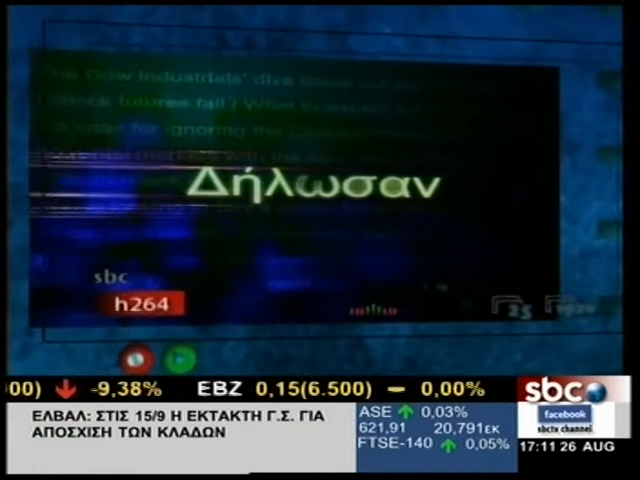 Δήλωσαν
sbc
h264
00) -9,38% ΕΒΖ 0,15(6.500) 0,00%
ΕΛΒΑΛ: ΣΤΙΣ 15/9 Η ΕΚΤΑΚΤΗ Γ.Σ. ΓΙΑ
ΑΠΟΣΧΙΣΗ ΤΩΝ ΚΛΑΔΩΝ
ASE 0,03%
621,91 20,791εκ
FTSE-140 0,05%
sbc
facebook
sbctv channel
17:11 26 AUG